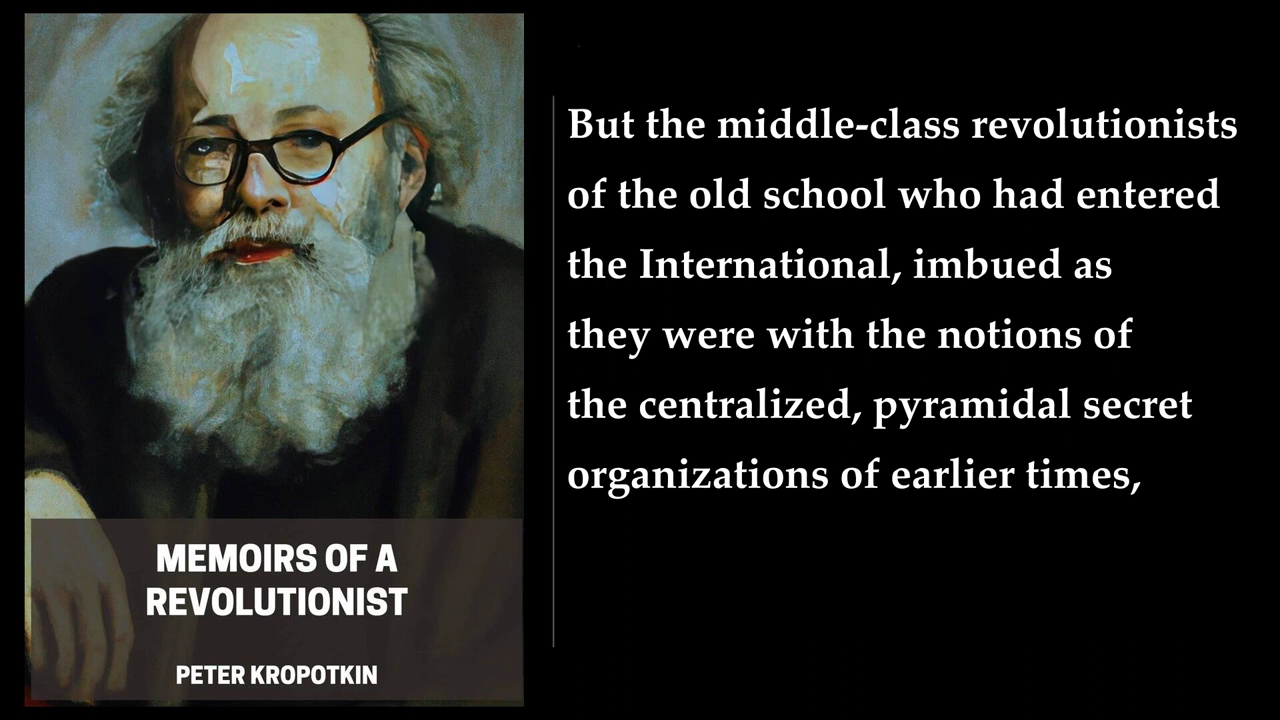 But the middle-class revolutionists
of the old school who had entered
the International, imbued as
they were with the notions of
the centralized, pyramidal secret
organizations of earlier times,
MEMOIRS OF A
REVOLUTIONIST
PETER KROPOTKIN